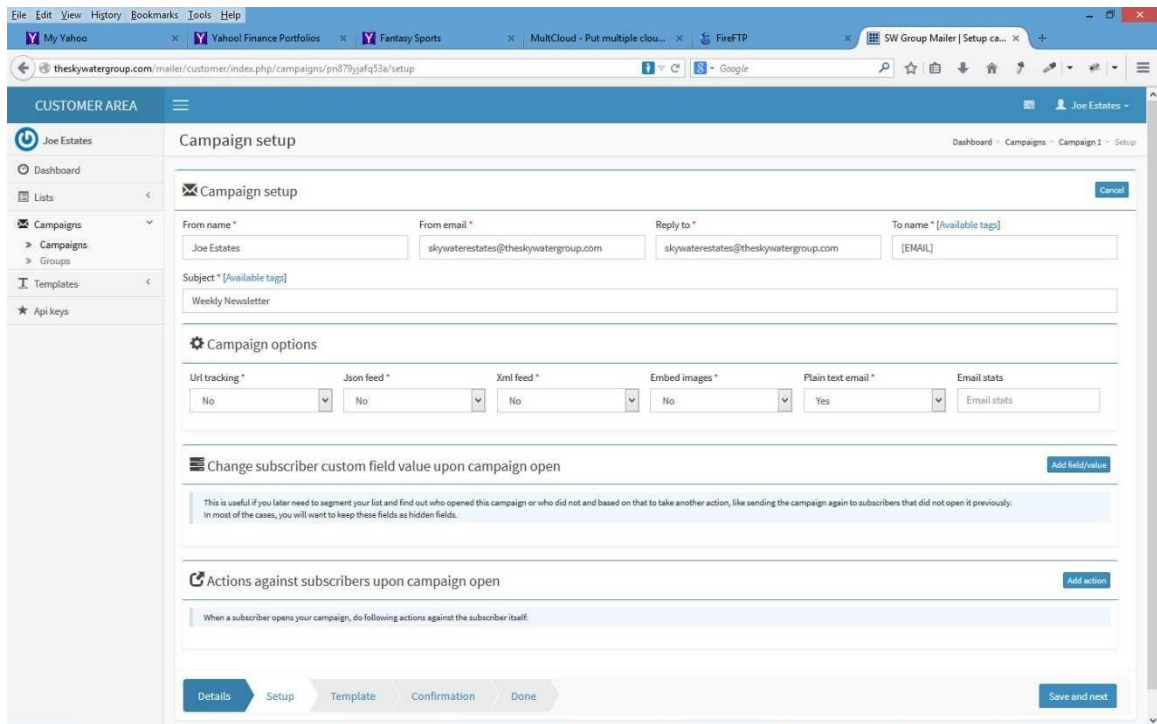 File Edit View History Bookmarks Tools Help
My Yahoo
Yahoo! Finance Portfolios
Fantasy Sports
MultCloud - Put multiple clou...
FireFTP
SW Group Mailer | Setup ca...
theskywatergroup.com/mailer/customer/index.php/campaigns/pn879yjafq53a/setup
Google
CUSTOMER AREA
Joe Estates
Joe Estates
Campaign setup
Dashboard Campaigns Campaign 1 Setup
Dashboard
Lists
Campaigns
Campaigns
Groups
Templates
Api keys
Campaign setup
Cancel
From name * From email * Reply to * To name * [Available tags]
Joe Estates skywaterestates@theskywatergroup.com skywaterestates@theskywatergroup.com [EMAIL]
Subject * [Available tags]
Weekly Newsletter
Campaign options
Url tracking * Json feed * Xml feed * Embed images * Plain text email * Email stats
No No No No Yes Email stats
Change subscriber custom field value upon campaign open
Add field/value
This is useful if you later need to segment your list and find out who opened this campaign or who did not and based on that to take another action, like sending the campaign again to subscribers that did not open it previously.
In most of the cases, you will want to keep these fields as hidden fields.
Actions against subscribers upon campaign open
Add action
When a subscriber opens your campaign, do following actions against the subscriber itself:
Details Setup Template Confirmation Done
Save and next